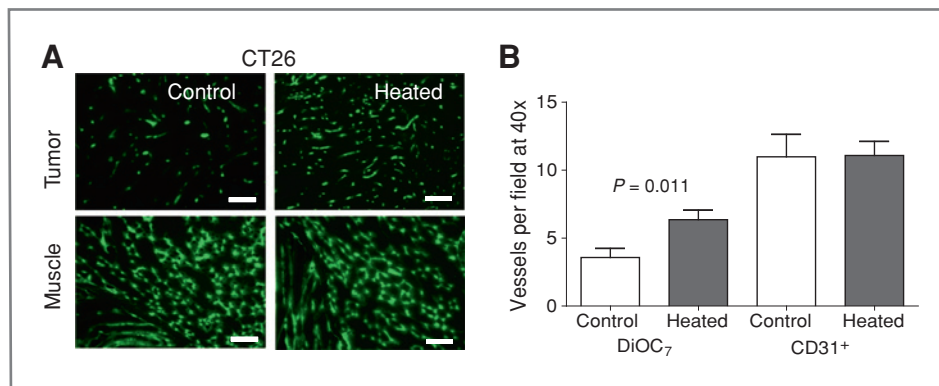 A
CT26
Control
Heated
Tumor
Muscle
B
Vessels per field at 40x
15
10
5
0
P = 0.011
Control
Heated
Control
Heated
DiOC₇
CD31⁺